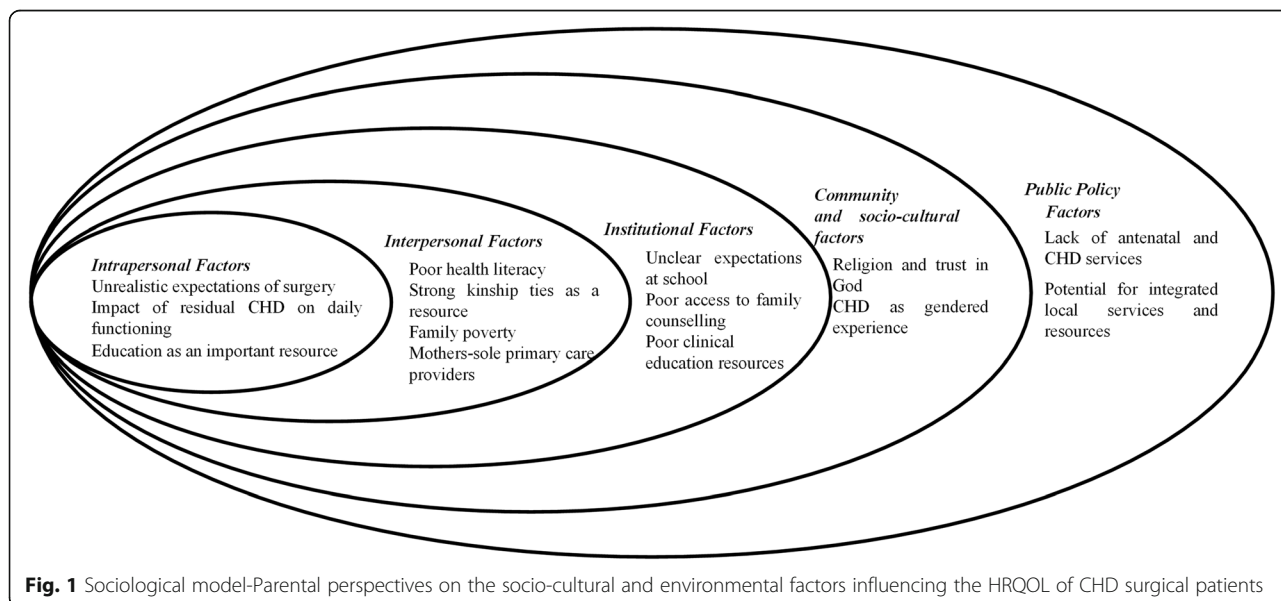 Intrapersonal Factors
Unrealistic expectations of surgery
Impact of residual CHD on daily
functioning
Education as an important resource
Interpersonal Factors
Poor health literacy
Strong kinship ties as a
resource
Family poverty
Mothers-sole primary care
providers
Institutional Factors
Unclear expectations
at school
Poor access to family
counselling
Poor clinical
education resources
Community
and socio-cultural
factors
Religion and trust in
God
CHD as gendered
experience
Public Policy
Factors
Lack of antenatal and
CHD services
Potential for integrated
local services and
resources
Fig. 1 Sociological model-Parental perspectives on the socio-cultural and environmental factors influencing the HRQOL of CHD surgical patients